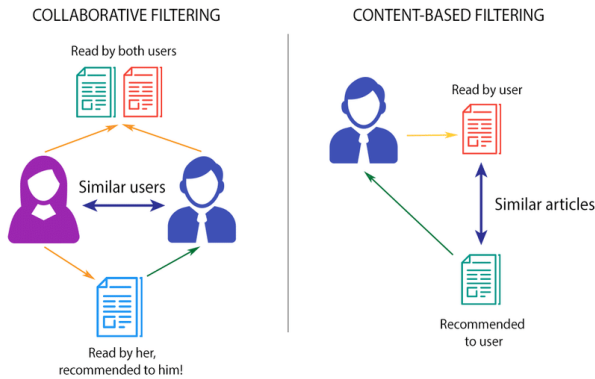 COLLABORATIVE FILTERING
Read by both users
Similar users
Read by her,
recommended to him!
CONTENT-BASED FILTERING
Read by user
Similar articles
Recommended
to user